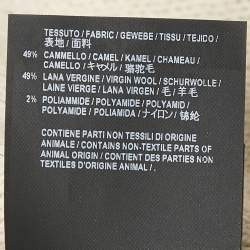 TESSUTO / FABRIC / GEWEBE / TISSU / TEJIDO /
表地 / 面料
49% CAMMELLO / CAMEL / KAMEL / CHAMEAU /
CAMELLO / キャメル / 骆驼毛
49% LANA VERGINE / VIRGIN WOOL / SCHURWOLLE /
LAINE VIERGE / LANA VIRGEN / 毛 / 羊毛
2% POLIAMMIDE / POLYAMIDE / POLYAMID /
POLYAMIDE / POLIAMIDA / ナイロン / 锦纶
CONTIENE PARTI NON TESSILI DI ORIGINE
ANIMALE / CONTAINS NON-TEXTILE PARTS OF
ANIMAL ORIGIN / CONTIENT DES PARTIES NON
TEXTILES D'ORIGINE ANIMALE / .